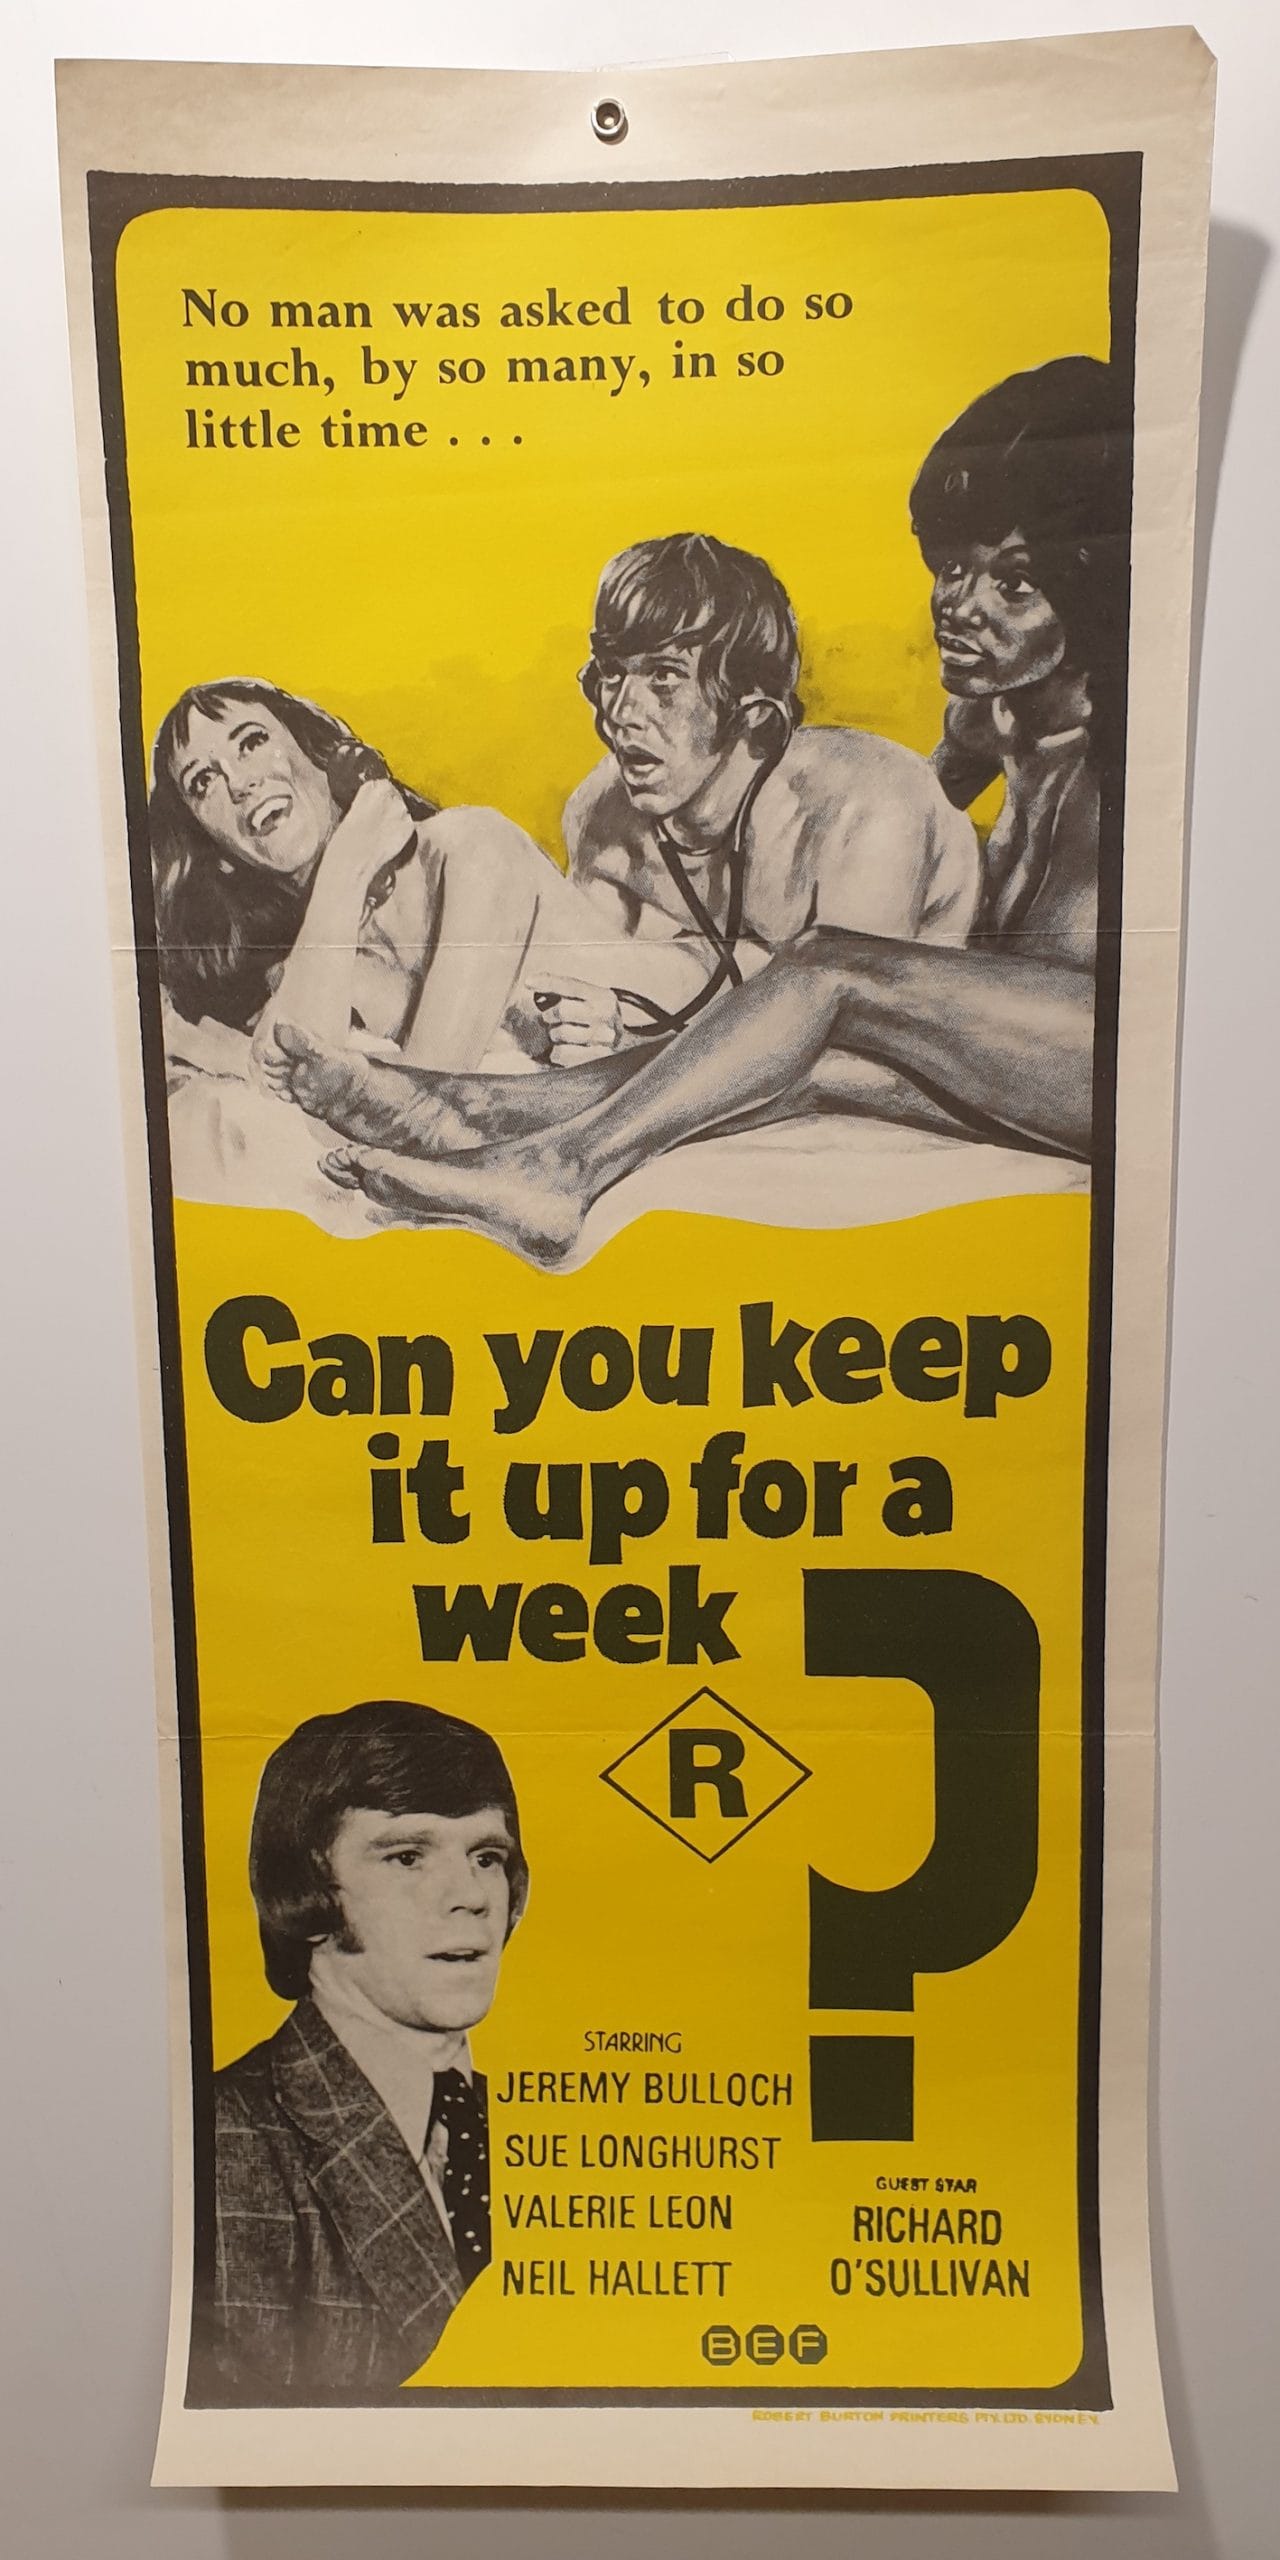 No man was asked to do so
much, by so many, in so
little time . . .
Can you keep
it up for a
week ?
R
STARRING
JEREMY BULLOCH
SUE LONGHURST
VALERIE LEON
NEIL HALLETT
GUEST STAR
RICHARD
O'SULLIVAN
BEF
ROBERT BURTON PRINTERS PTY. LTD. SYDNEY.